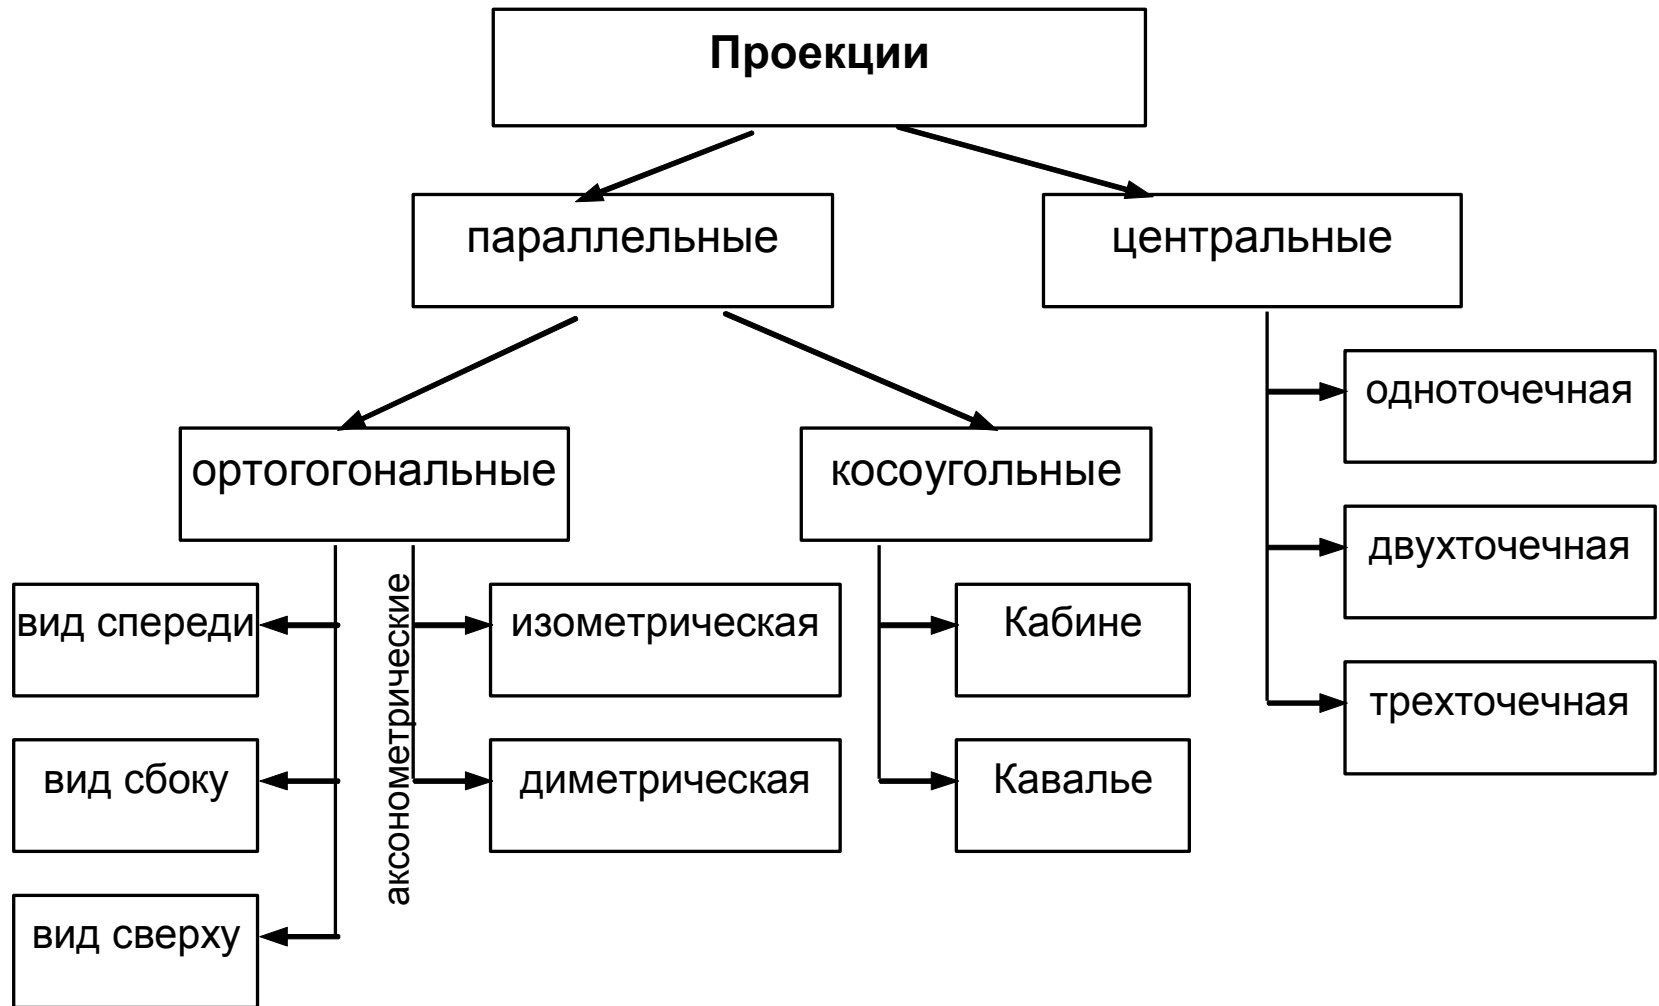 Проекции
параллельные
центральные
ортогогональные
косоугольные
одноточечная
двухточечная
трехточечная
вид спереди
вид сбоку
вид сверху
аксонометрические
изометрическая
диметрическая
Кабине
Кавалье